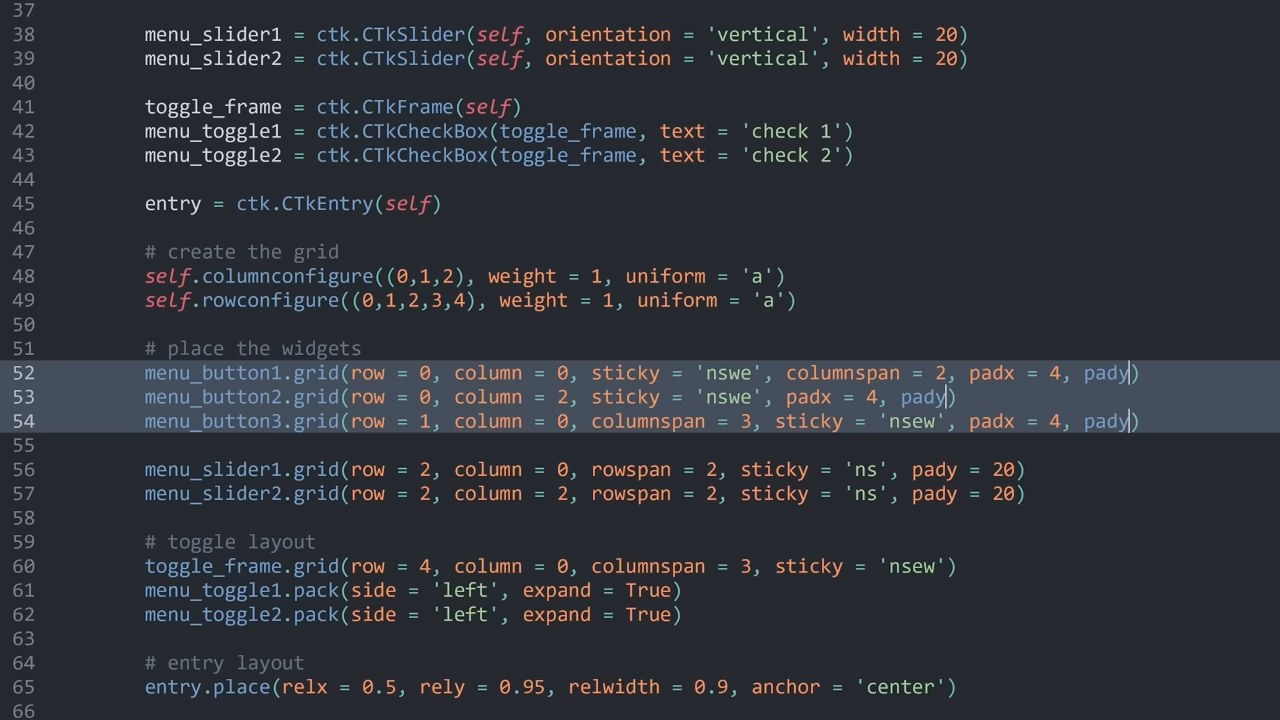 37
38 menu_slider1 = ctk.CTkSlider(self, orientation = 'vertical', width = 20)
39 menu_slider2 = ctk.CTkSlider(self, orientation = 'vertical', width = 20)
40
41 toggle_frame = ctk.CTkFrame(self)
42 menu_toggle1 = ctk.CTkCheckBox(toggle_frame, text = 'check 1')
43 menu_toggle2 = ctk.CTkCheckBox(toggle_frame, text = 'check 2')
44
45 entry = ctk.CTkEntry(self)
46
47 # create the grid
48 self.columnconfigure((0,1,2), weight = 1, uniform = 'a')
49 self.rowconfigure((0,1,2,3,4), weight = 1, uniform = 'a')
50
51 # place the widgets
52 menu_button1.grid(row = 0, column = 0, sticky = 'nswe', columnspan = 2, padx = 4, pady)
53 menu_button2.grid(row = 0, column = 2, sticky = 'nswe', padx = 4, pady)
54 menu_button3.grid(row = 1, column = 0, columnspan = 3, sticky = 'nsew', padx = 4, pady)
55
56 menu_slider1.grid(row = 2, column = 0, rowspan = 2, sticky = 'ns', pady = 20)
57 menu_slider2.grid(row = 2, column = 2, rowspan = 2, sticky = 'ns', pady = 20)
58
59 # toggle layout
60 toggle_frame.grid(row = 4, column = 0, columnspan = 3, sticky = 'nsew')
61 menu_toggle1.pack(side = 'left', expand = True)
62 menu_toggle2.pack(side = 'left', expand = True)
63
64 # entry layout
65 entry.place(relx = 0.5, rely = 0.95, relwidth = 0.9, anchor = 'center')
66